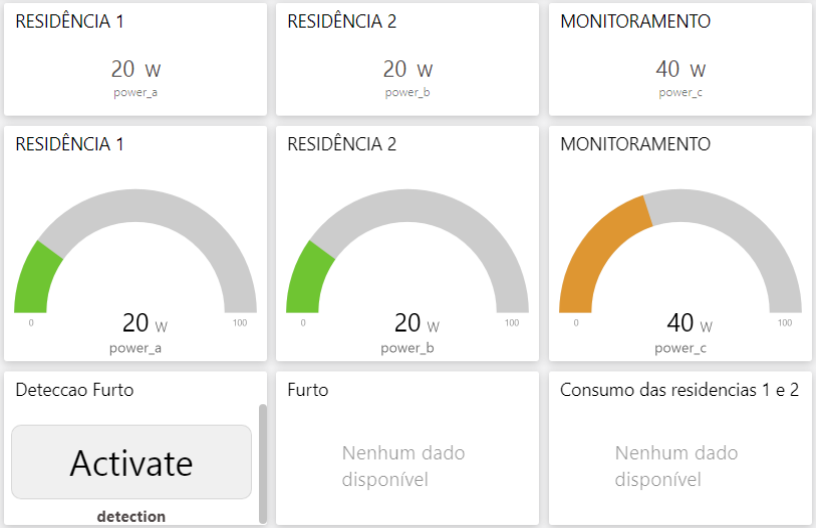 RESIDÊNCIA 1
20 W
power_a
RESIDÊNCIA 2
20 W
power_b
MONITORAMENTO
40 W
power_c
RESIDÊNCIA 1
20 W
0
100
power_a
RESIDÊNCIA 2
20 W
0
100
power_b
MONITORAMENTO
40 W
0
100
power_c
Deteccao Furto
Activate
detection
Furto
Nenhum dado
disponível
Consumo das residencias 1 e 2
Nenhum dado
disponível